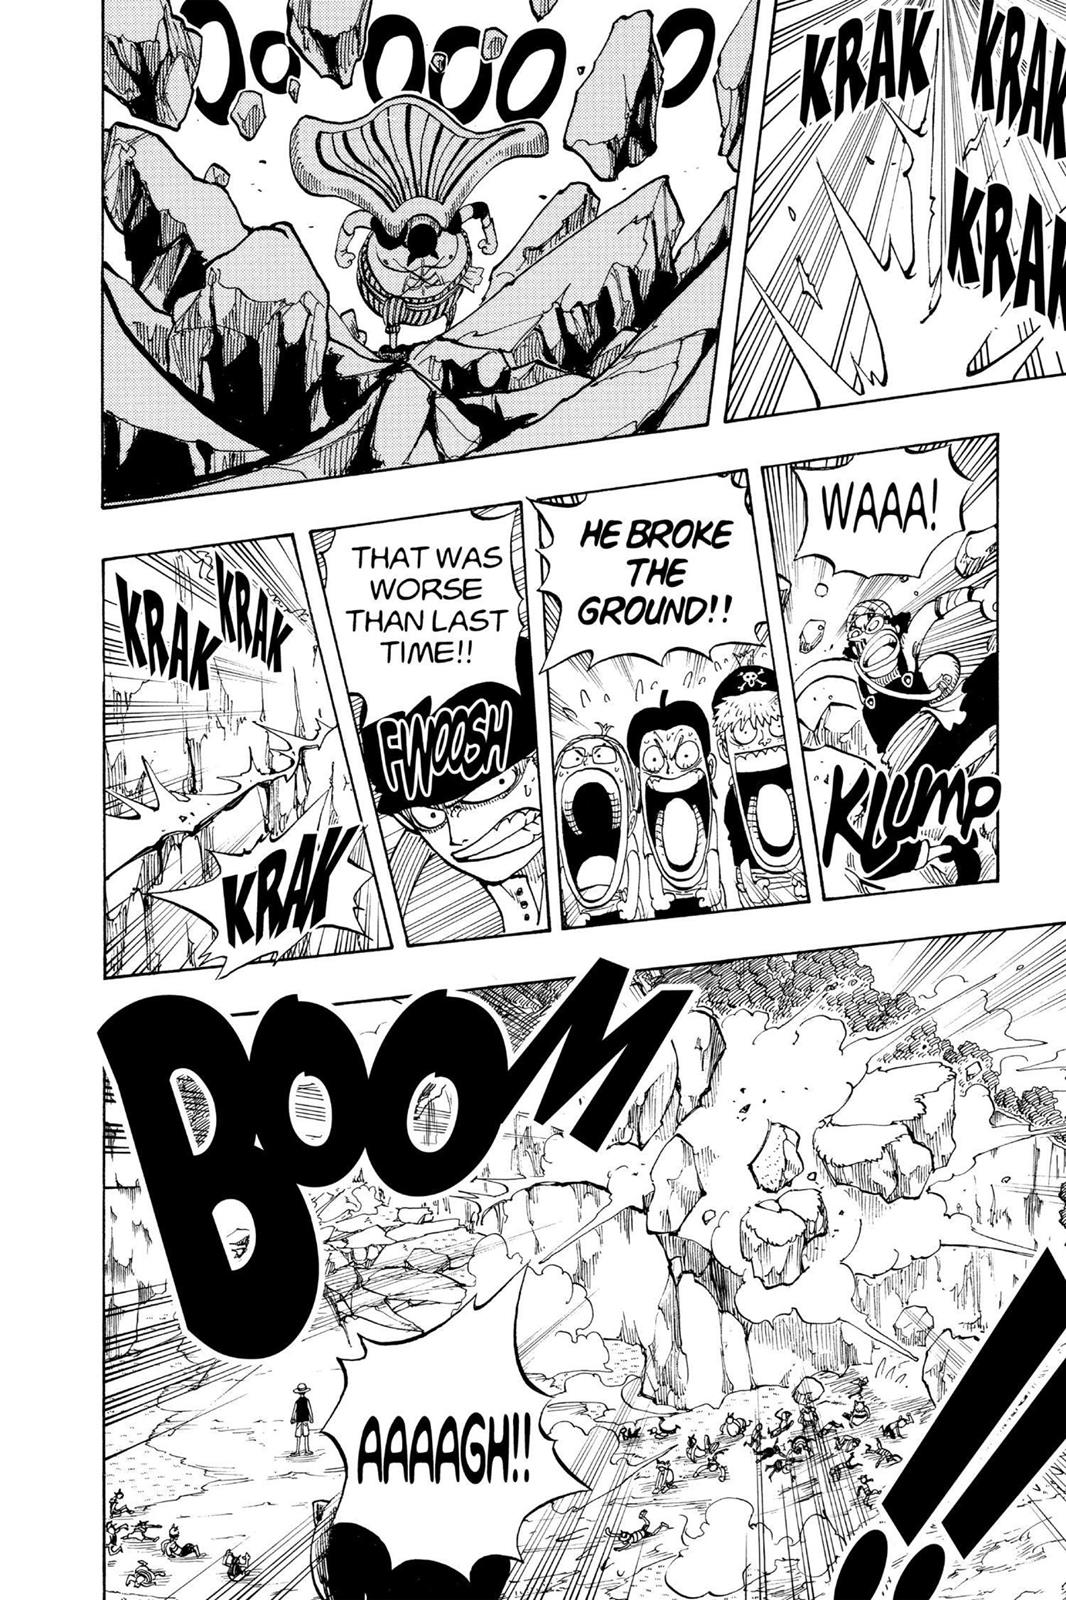 KRAK
KRAK
KRAK
OOOOOOO
WAAA!
KLUMP
HE BROKE
THE
GROUND!!
THAT WAS
WORSE
THAN LAST
TIME!!
FWOOSH
KRAK
KRAK
KRAK
BOOM
!!
AAAAGH!!